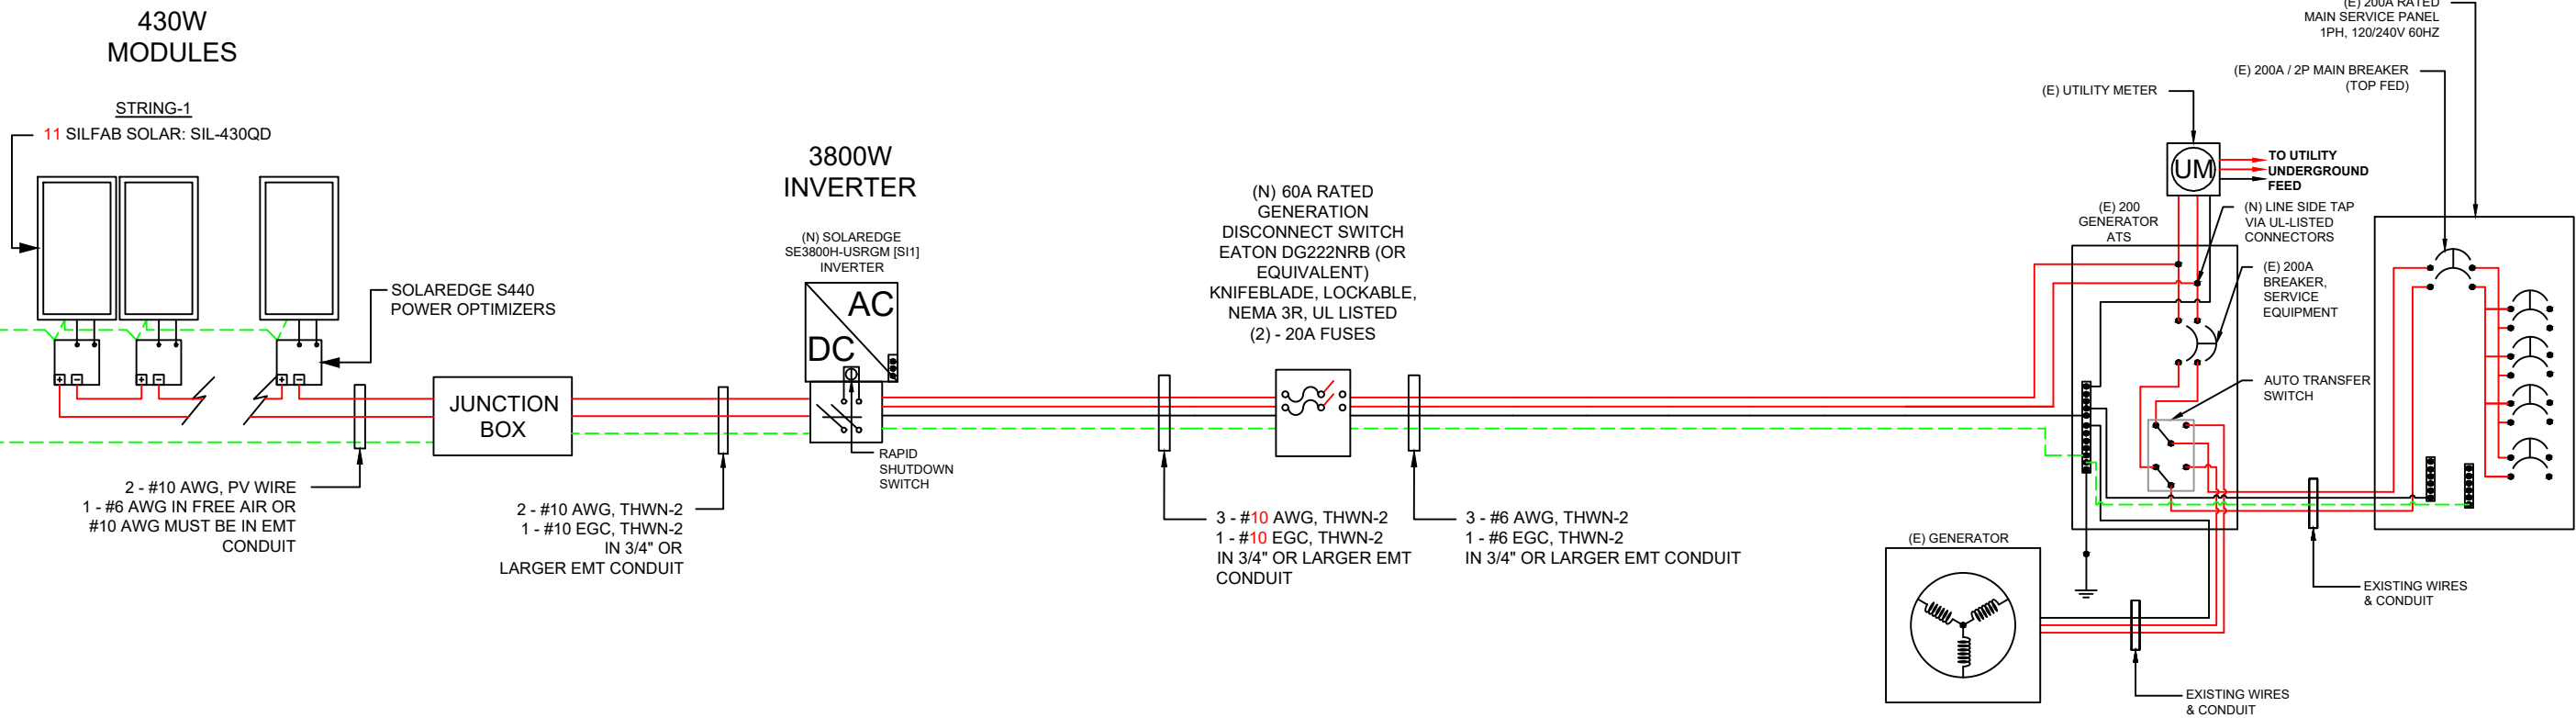 430W
MODULES
STRING-1
11 SILFAB SOLAR: SIL-430QD
SOLAREDGE S440
POWER OPTIMIZERS
+
-
+
-
+
-
2 - #10 AWG, PV WIRE
1 - #6 AWG IN FREE AIR OR
#10 AWG MUST BE IN EMT
CONDUIT
JUNCTION
BOX
2 - #10 AWG, THWN-2
1 - #10 EGC, THWN-2
IN 3/4" OR
LARGER EMT CONDUIT
3800W
INVERTER
(N) SOLAREDGE
SE3800H-USRGM [SI1]
INVERTER
AC
DC
RAPID
SHUTDOWN
SWITCH
(N) 60A RATED
GENERATION
DISCONNECT SWITCH
EATON DG222NRB (OR
EQUIVALENT)
KNIFEBLADE, LOCKABLE,
NEMA 3R, UL LISTED
(2) - 20A FUSES
3 - #10 AWG, THWN-2
1 - #10 EGC, THWN-2
IN 3/4" OR LARGER EMT
CONDUIT
3 - #6 AWG, THWN-2
1 - #6 EGC, THWN-2
IN 3/4" OR LARGER EMT CONDUIT
(E) GENERATOR
EXISTING WIRES
& CONDUIT
(E) 200
GENERATOR
ATS
(E) UTILITY METER
UM
TO UTILITY
UNDERGROUND
FEED
(N) LINE SIDE TAP
VIA UL-LISTED
CONNECTORS
(E) 200A
BREAKER,
SERVICE
EQUIPMENT
AUTO TRANSFER
SWITCH
(E) 200A RATED
MAIN SERVICE PANEL
1PH, 120/240V 60HZ
(E) 200A / 2P MAIN BREAKER
(TOP FED)
EXISTING WIRES
& CONDUIT